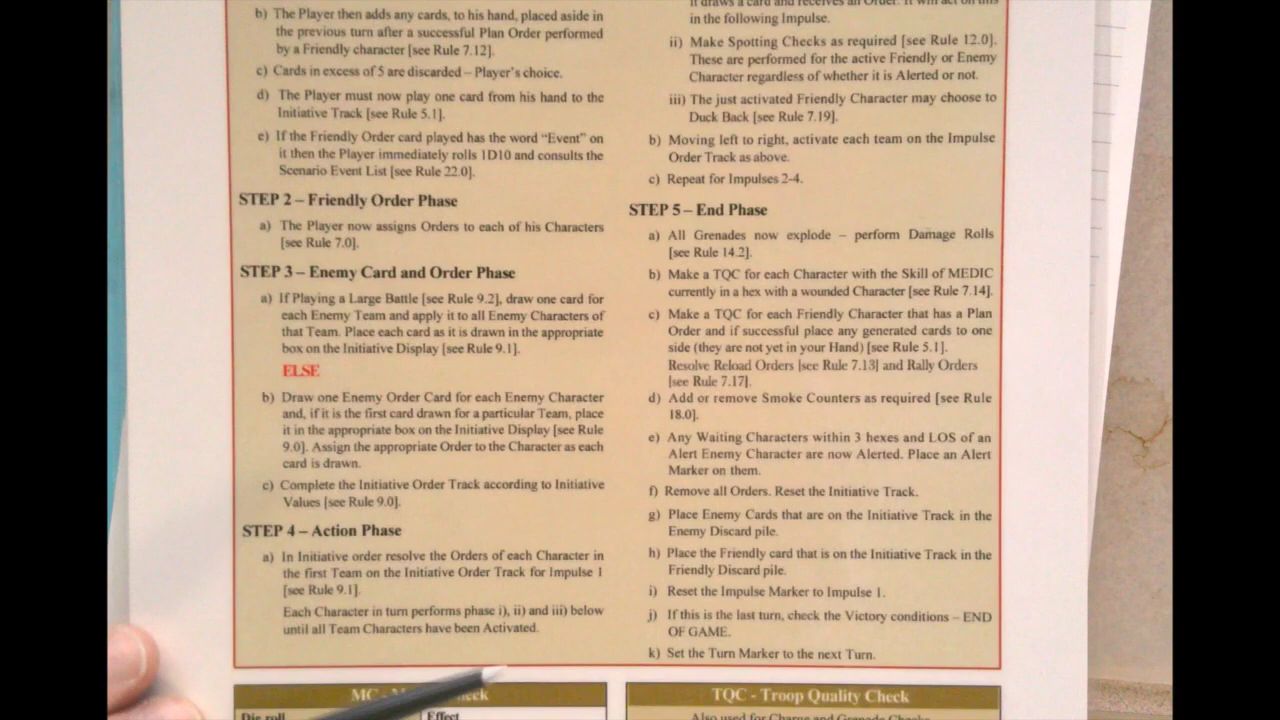 b) The Player then adds any cards, to his hand, placed aside in
the previous turn after a successful Plan Order performed
by a Friendly character [see Rule 7.12].
c) Cards in excess of 5 are discarded – Player's choice.
d) The Player must now play one card from his hand to the
Initiative Track [see Rule 5.1].
e) If the Friendly Order card played has the word “Event” on
it then the Player immediately rolls 1D10 and consults the
Scenario Event List [see Rule 22.0].
STEP 2 – Friendly Order Phase
a) The Player now assigns Orders to each of his Characters
[see Rule 7.0].
STEP 3 – Enemy Card and Order Phase
a) If Playing a Large Battle [see Rule 9.2], draw one card for
each Enemy Team and apply it to all Enemy Characters of
that Team. Place each card as it is drawn in the appropriate
box on the Initiative Display [see Rule 9.1].
ELSE
b) Draw one Enemy Order Card for each Enemy Character
and, if it is the first card drawn for a particular Team, place
it in the appropriate box on the Initiative Display [see Rule
9.0]. Assign the appropriate Order to the Character as each
card is drawn.
c) Complete the Initiative Order Track according to Initiative
Values [see Rule 9.0].
STEP 4 – Action Phase
a) In Initiative order resolve the Orders of each Character in
the first Team on the Initiative Order Track for Impulse 1
[see Rule 9.1].
Each Character in turn performs phase i), ii) and iii) below
until all Team Characters have been Activated.
it draws a card and receives an Order. It will act on this
in the following Impulse.
ii) Make Spotting Checks as required [see Rule 12.0].
These are performed for the active Friendly or Enemy
Character regardless of whether it is Alerted or not.
iii) The just activated Friendly Character may choose to
Duck Back [see Rule 7.19].
b) Moving left to right, activate each team on the Impulse
Order Track as above.
c) Repeat for Impulses 2-4.
STEP 5 – End Phase
a) All Grenades now explode – perform Damage Rolls
[see Rule 14.2].
b) Make a TQC for each Character with the Skill of MEDIC
currently in a hex with a wounded Character [see Rule 7.14].
c) Make a TQC for each Friendly Character that has a Plan
Order and if successful place any generated cards to one
side (they are not yet in your Hand) [see Rule 5.1].
Resolve Reload Orders [see Rule 7.13] and Rally Orders
[see Rule 7.17].
d) Add or remove Smoke Counters as required [see Rule
18.0].
e) Any Waiting Characters within 3 hexes and LOS of an
Alert Enemy Character are now Alerted. Place an Alert
Marker on them.
f) Remove all Orders. Reset the Initiative Track.
g) Place Enemy Cards that are on the Initiative Track in the
Enemy Discard pile.
h) Place the Friendly card that is on the Initiative Track in the
Friendly Discard pile.
i) Reset the Impulse Marker to Impulse 1.
j) If this is the last turn, check the Victory conditions – END
OF GAME.
k) Set the Turn Marker to the next Turn.
MC -
Die roll Effect
TQC - Troop Quality Check
Also used for Charge and Grenade Checks